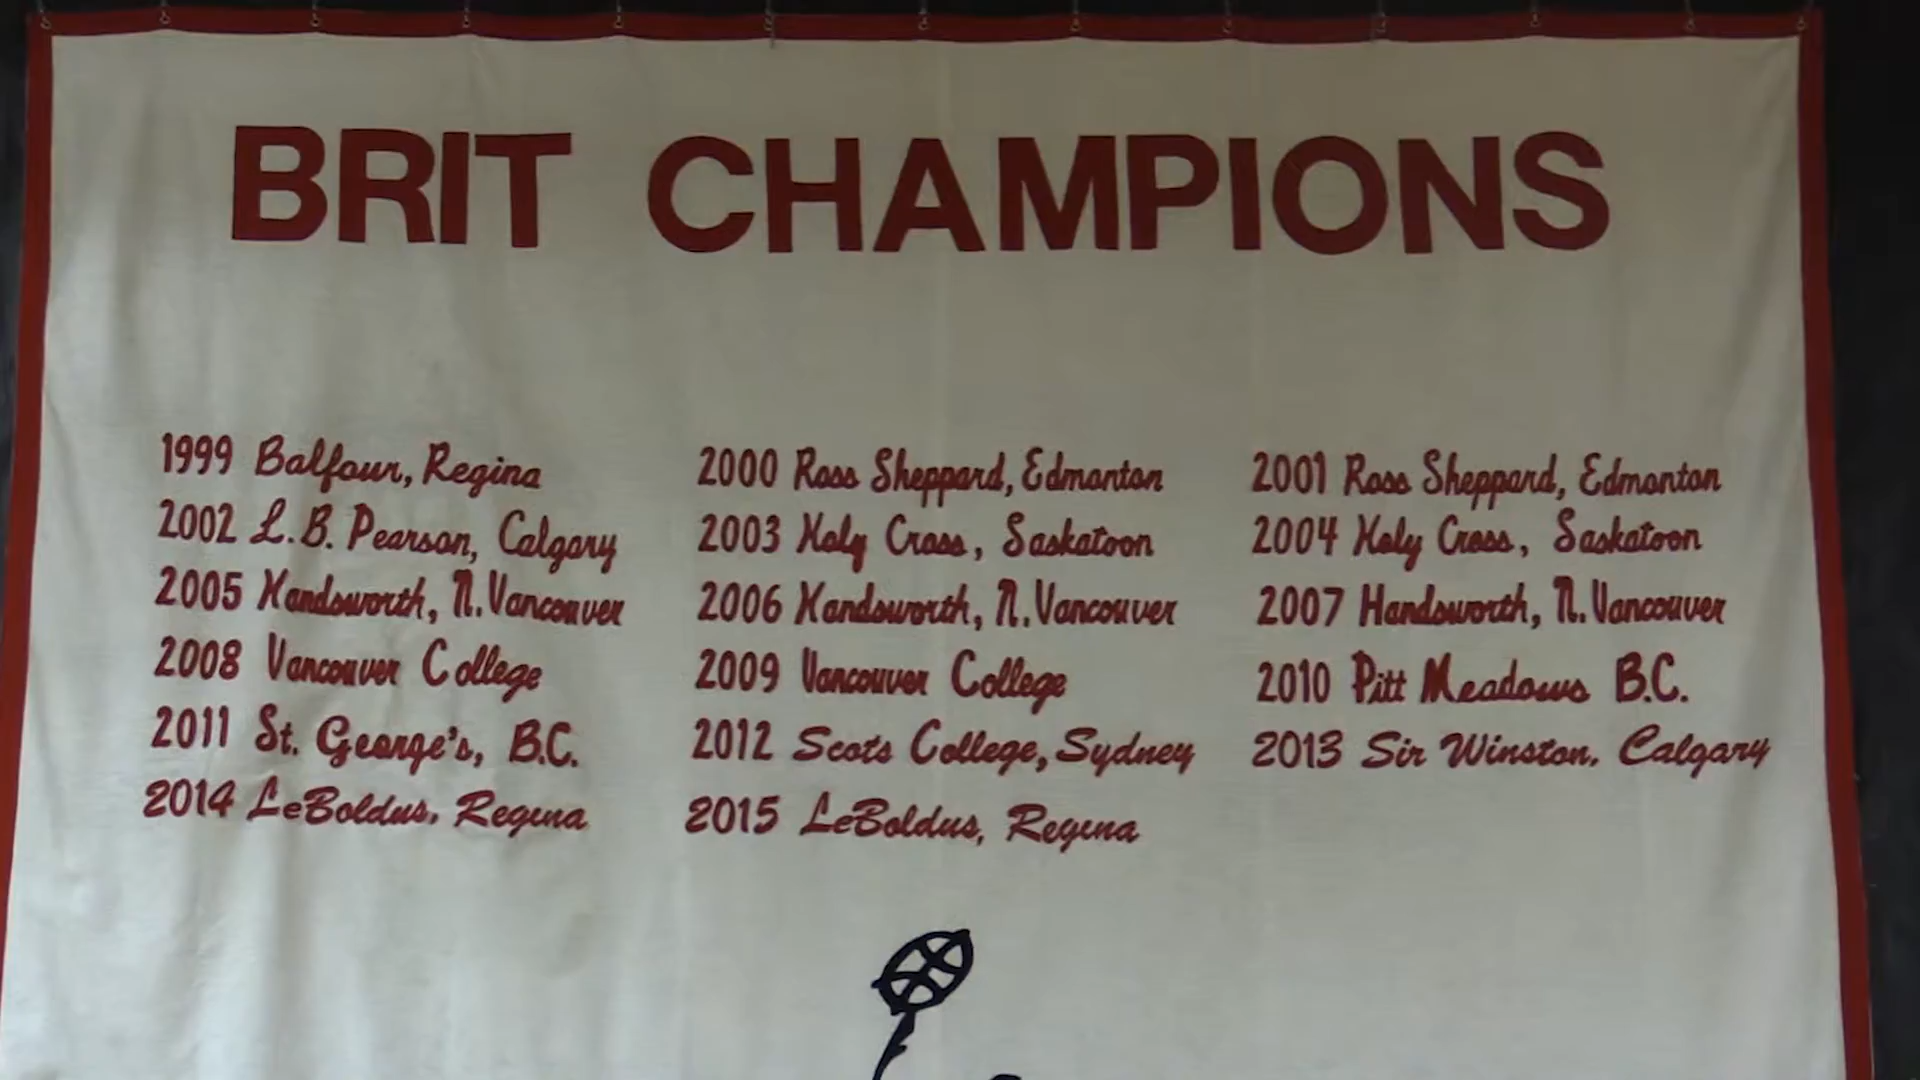 BRIT CHAMPIONS
1999 Balfour, Regina 2000 Ross Sheppard, Edmonton 2001 Ross Sheppard, Edmonton
2002 L.B. Pearson, Calgary 2003 Holy Cross, Saskatoon 2004 Holy Cross, Saskatoon
2005 Handsworth, N. Vancouver 2006 Handsworth, N. Vancouver 2007 Handsworth, N. Vancouver
2008 Vancouver College 2009 Vancouver College 2010 Pitt Meadows B.C.
2011 St. George's, B.C. 2012 Scots College, Sydney 2013 Sir Winston, Calgary
2014 LeBoldus, Regina 2015 LeBoldus, Regina